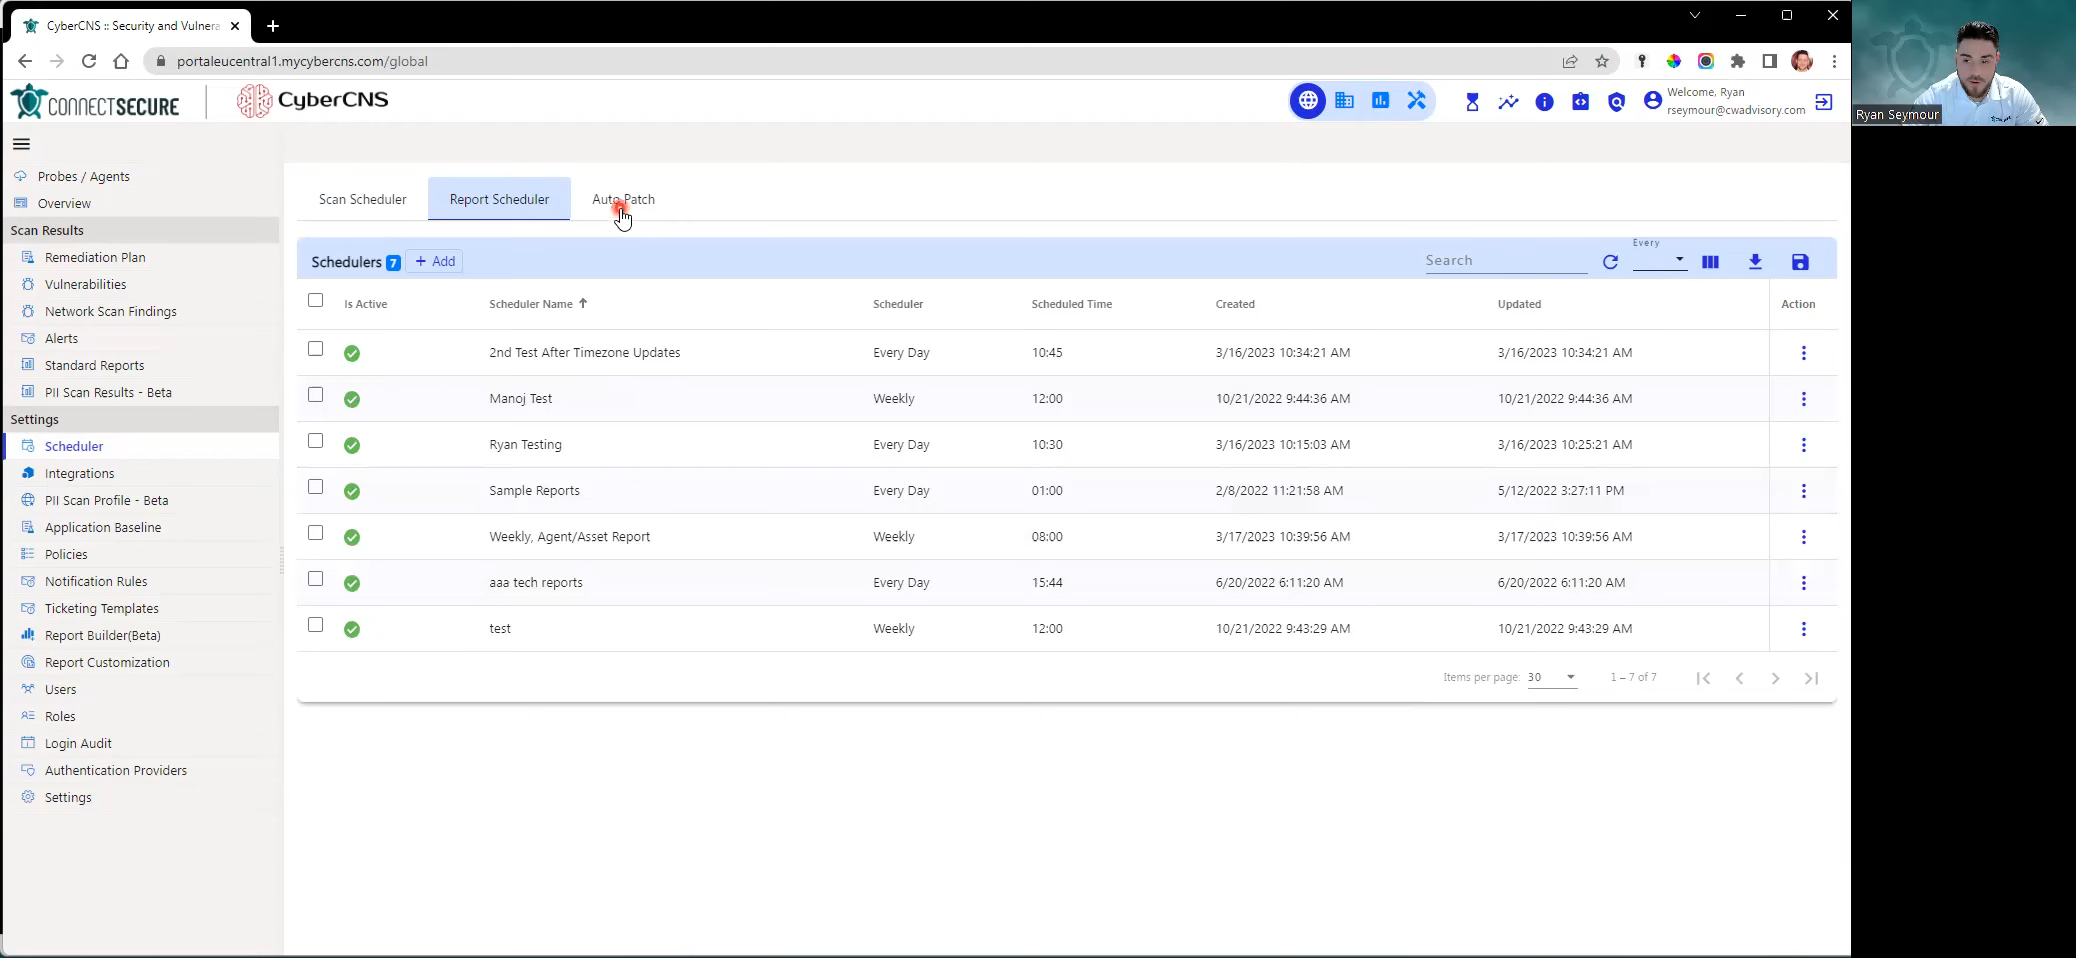 CyberCNS :: Security and Vulnera
portaleucentral1.mycybercns.com/global
CONNECTSECURE
CyberCNS
Welcome, Ryan
rseymour@cwadvisory.com
Ryan Seymour
Probes / Agents
Overview
Scan Results
Remediation Plan
Vulnerabilities
Network Scan Findings
Alerts
Standard Reports
PII Scan Results - Beta
Settings
Scheduler
Integrations
PII Scan Profile - Beta
Application Baseline
Policies
Notification Rules
Ticketing Templates
Report Builder(Beta)
Report Customization
Users
Roles
Login Audit
Authentication Providers
Settings
Scan Scheduler Report Scheduler Auto Patch
Schedulers 7 + Add Search Every
Is Active Scheduler Name Scheduler Scheduled Time Created Updated Action
2nd Test After Timezone Updates Every Day 10:45 3/16/2023 10:34:21 AM 3/16/2023 10:34:21 AM
Manoj Test Weekly 12:00 10/21/2022 9:44:36 AM 10/21/2022 9:44:36 AM
Ryan Testing Every Day 10:30 3/16/2023 10:15:03 AM 3/16/2023 10:25:21 AM
Sample Reports Every Day 01:00 2/8/2022 11:21:58 AM 5/12/2022 3:27:11 PM
Weekly, Agent/Asset Report Weekly 08:00 3/17/2023 10:39:56 AM 3/17/2023 10:39:56 AM
aaa tech reports Every Day 15:44 6/20/2022 6:11:20 AM 6/20/2022 6:11:20 AM
test Weekly 12:00 10/21/2022 9:43:29 AM 10/21/2022 9:43:29 AM
Items per page: 30 1 – 7 of 7